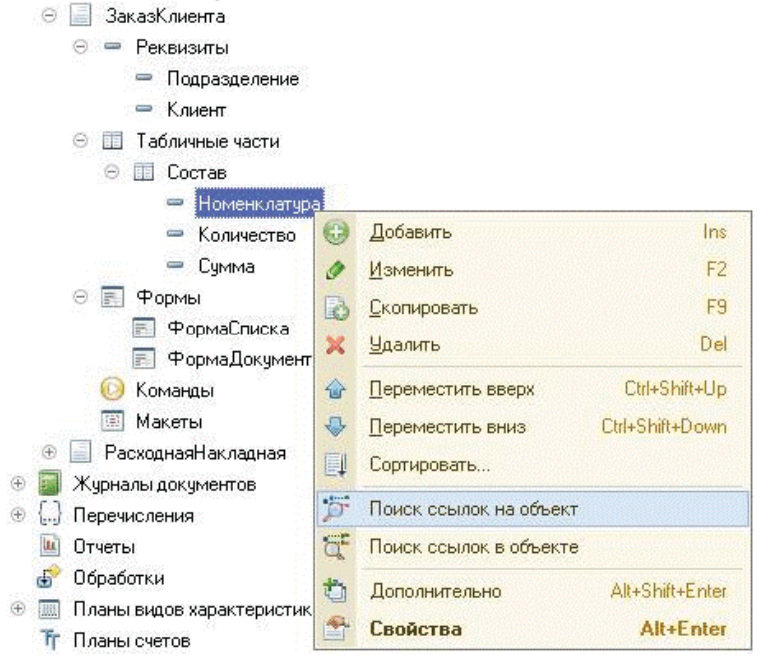 ЗаказКлиента
Реквизиты
Подразделение
Клиент
Табличные части
Состав
Номенклатура
Количество
Сумма
Формы
ФормаСписка
ФормаДокумент
Команды
Макеты
РасходнаяНакладная
Журналы документов
Перечисления
Отчеты
Обработки
Планы видов характеристик
Планы счетов
Добавить Ins
Изменить F2
Скопировать F9
Удалить Del
Переместить вверх Ctrl+Shift+Up
Переместить вниз Ctrl+Shift+Down
Сортировать...
Поиск ссылок на объект
Поиск ссылок в объекте
Дополнительно Alt+Shift+Enter
Свойства Alt+Enter